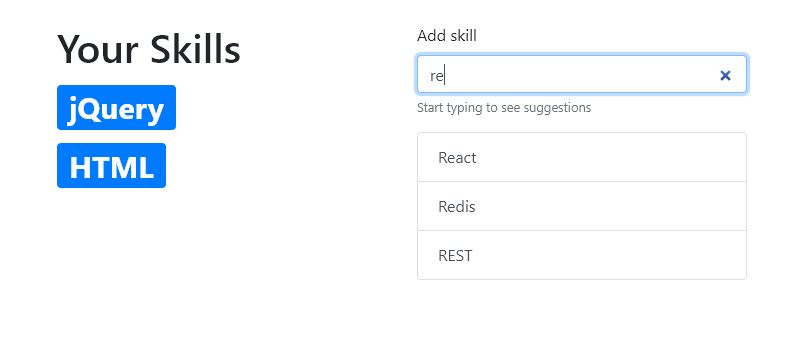 Your Skills
jQuery
HTML
Add skill
re
Start typing to see suggestions
React
Redis
REST